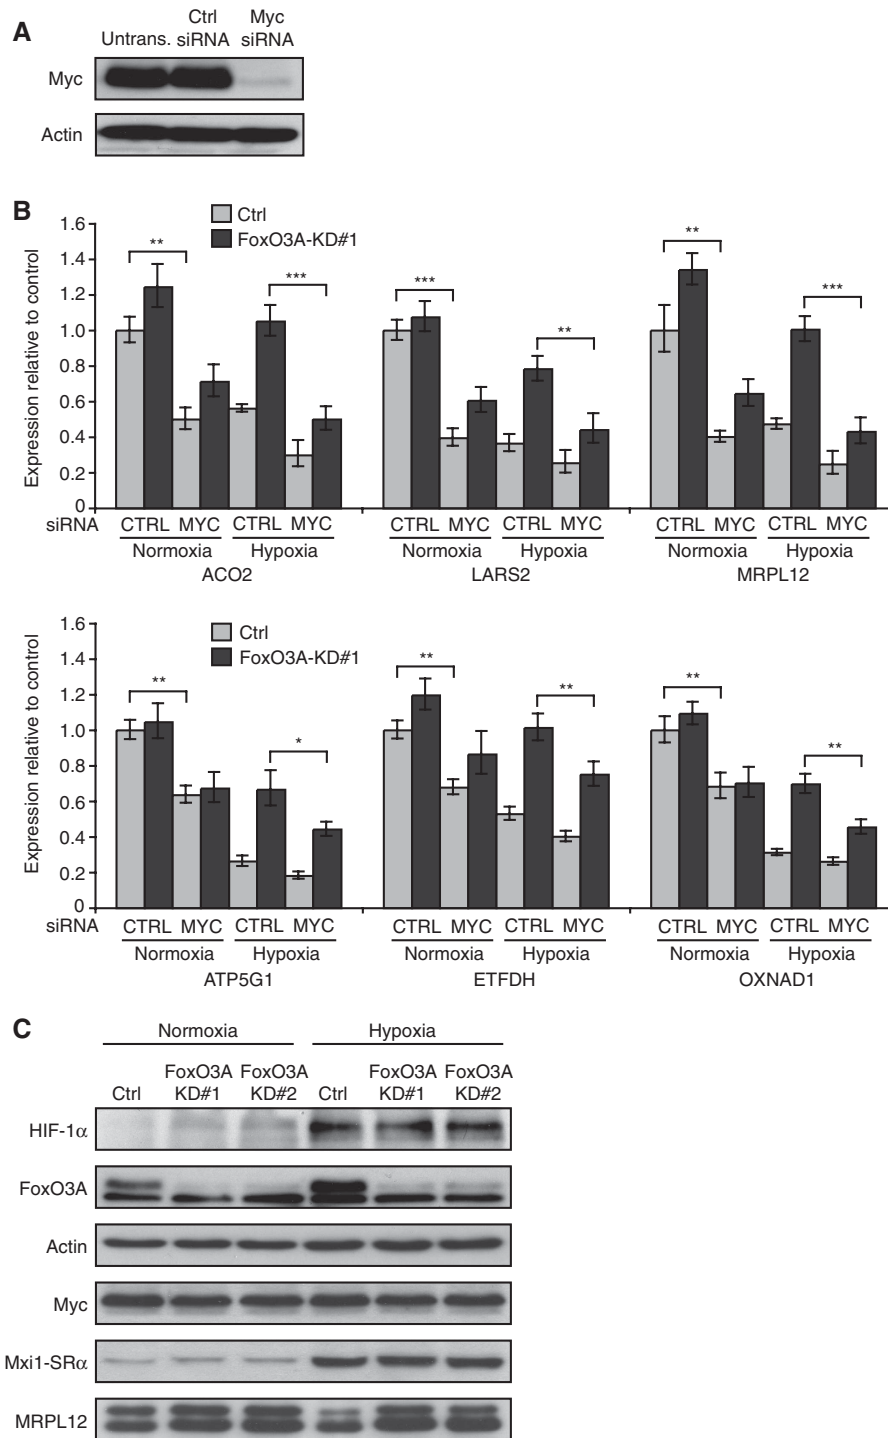 A
Untrans. Ctrl siRNA Myc siRNA
Myc
Actin
B
Expression relative to control
1.6
1.4
1.2
1.0
0.8
0.6
0.4
0.2
0
Ctrl
FoxO3A-KD#1
** *** *** ** ** ***
siRNA CTRL MYC CTRL MYC CTRL MYC CTRL MYC CTRL MYC CTRL MYC
Normoxia Hypoxia Normoxia Hypoxia Normoxia Hypoxia
ACO2 LARS2 MRPL12
Expression relative to control
1.6
1.4
1.2
1.0
0.8
0.6
0.4
0.2
0
Ctrl
FoxO3A-KD#1
** * ** ** ** **
siRNA CTRL MYC CTRL MYC CTRL MYC CTRL MYC CTRL MYC CTRL MYC
Normoxia Hypoxia Normoxia Hypoxia Normoxia Hypoxia
ATP5G1 ETFDH OXNAD1
C
Normoxia Hypoxia
Ctrl FoxO3A KD#1 FoxO3A KD#2 Ctrl FoxO3A KD#1 FoxO3A KD#2
HIF-1α
FoxO3A
Actin
Myc
Mxi1-SRα
MRPL12